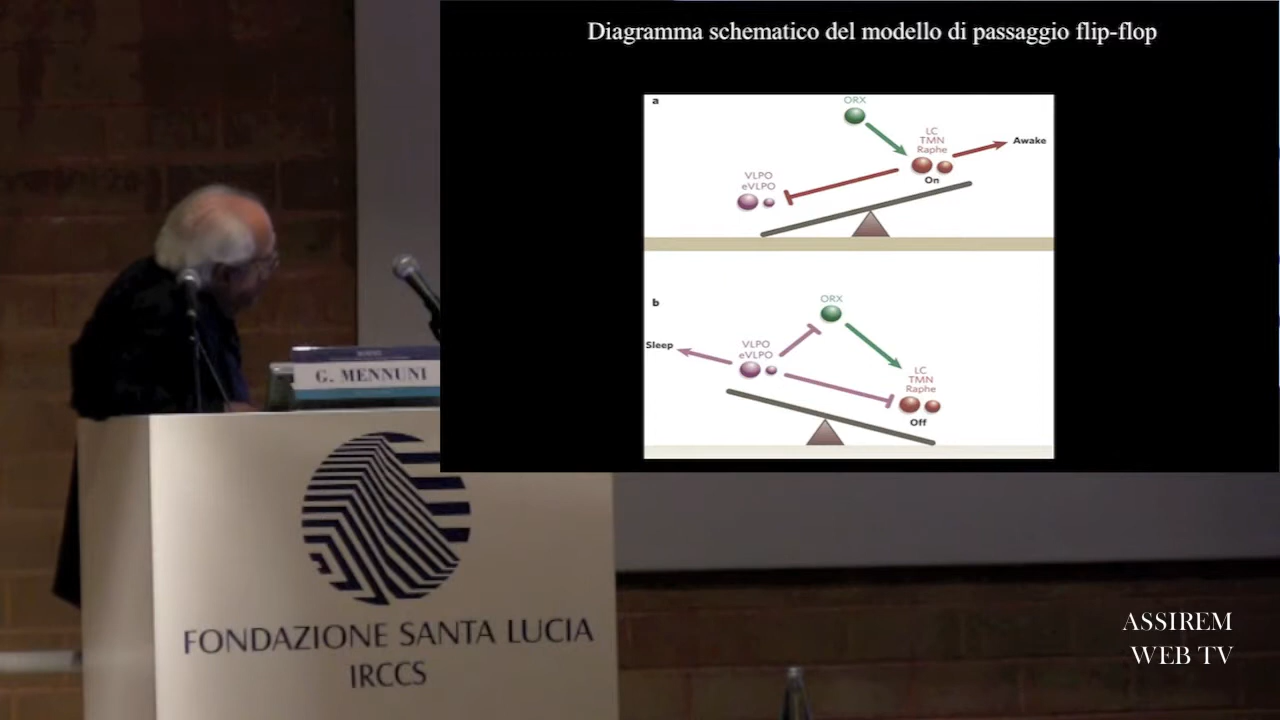 Diagramma schematico del modello di passaggio flip-flop
a
ORX
LC
TMN
Raphe
Awake
On
VLPO
eVLPO
b
ORX
Sleep
VLPO
eVLPO
LC
TMN
Raphe
Off
G. MENNUNI
FONDAZIONE SANTA LUCIA
IRCCS
ASSIREM
WEB TV